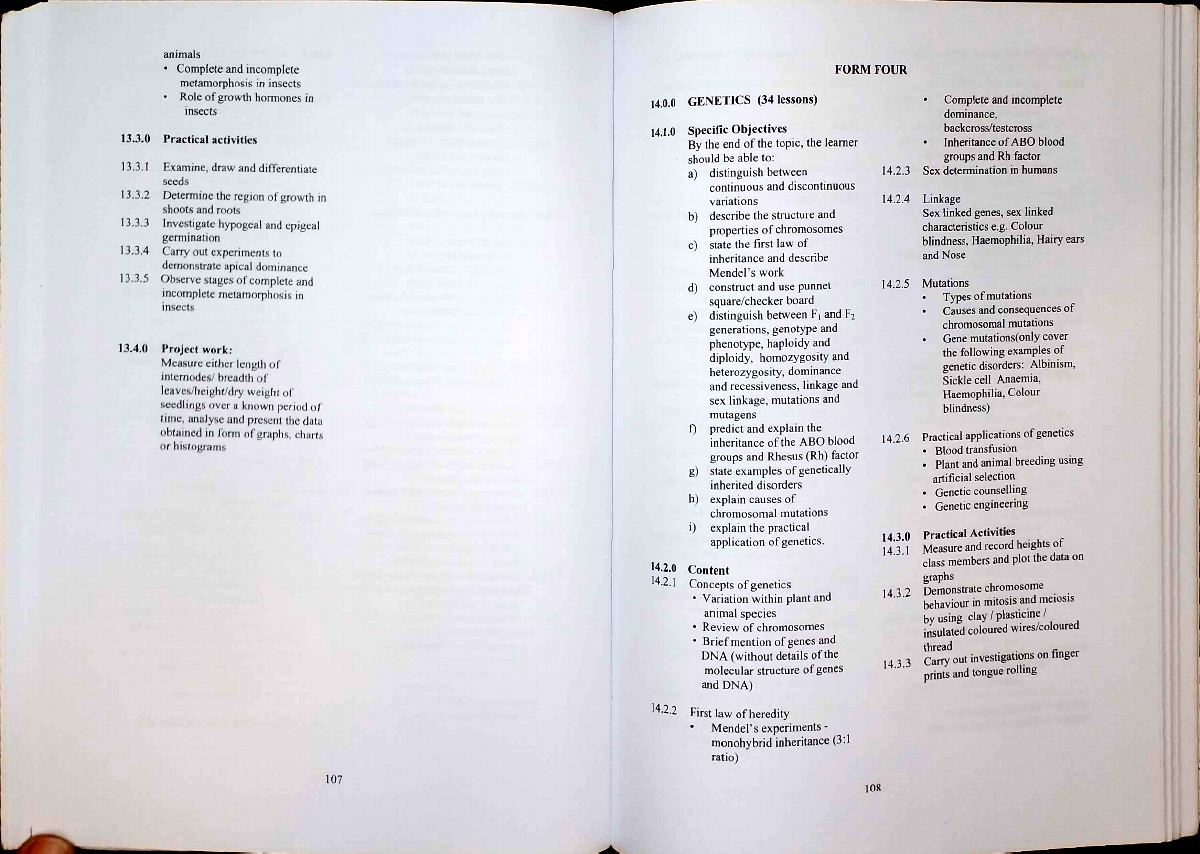 animals
• Complete and incomplete
metamorphosis in insects
• Role of growth hormones in
insects
13.3.0 Practical activities
13.3.1 Examine, draw and differentiate
seeds
13.3.2 Determine the region of growth in
shoots and roots
13.3.3 Investigate hypogeal and epigeal
germination
13.3.4 Carry out experiments to
demonstrate apical dominance
13.3.5 Observe stages of complete and
incomplete metamorphosis in
insects
13.4.0 Project work:
Measure either length of
internodes/ breadth of
leaves/height/dry weight of
seedlings over a known period of
time, analyse and present the data
obtained in form of graphs, charts
or histograms
107
FORM FOUR
14.0.0 GENETICS (34 lessons)
14.1.0 Specific Objectives
By the end of the topic, the learner
should be able to:
a) distinguish between
continuous and discontinuous
variations
b) describe the structure and
properties of chromosomes
c) state the first law of
inheritance and describe
Mendel's work
d) construct and use punnet
square/checker board
e) distinguish between F₁ and F₂
generations, genotype and
phenotype, haploidy and
diploidy, homozygosity and
heterozygosity, dominance
and recessiveness, linkage and
sex linkage, mutations and
mutagens
f) predict and explain the
inheritance of the ABO blood
groups and Rhesus (Rh) factor
g) state examples of genetically
inherited disorders
h) explain causes of
chromosomal mutations
i) explain the practical
application of genetics.
14.2.0 Content
14.2.1 Concepts of genetics
• Variation within plant and
animal species
• Review of chromosomes
• Brief mention of genes and
DNA (without details of the
molecular structure of genes
and DNA)
14.2.2 First law of heredity
• Mendel's experiments -
monohybrid inheritance (3:1
ratio)
• Complete and incomplete
dominance,
backcross/testcross
• Inheritance of ABO blood
groups and Rh factor
14.2.3 Sex determination in humans
14.2.4 Linkage
Sex linked genes, sex linked
characteristics e.g. Colour
blindness, Haemophilia, Hairy ears
and Nose
14.2.5 Mutations
• Types of mutations
• Causes and consequences of
chromosomal mutations
• Gene mutations(only cover
the following examples of
genetic disorders: Albinism,
Sickle cell Anaemia,
Haemophilia, Colour
blindness)
14.2.6 Practical applications of genetics
• Blood transfusion
• Plant and animal breeding using
artificial selection
• Genetic counselling
• Genetic engineering
14.3.0 Practical Activities
14.3.1 Measure and record heights of
class members and plot the data on
graphs
14.3.2 Demonstrate chromosome
behaviour in mitosis and meiosis
by using clay / plasticine /
insulated coloured wires/coloured
thread
14.3.3 Carry out investigations on finger
prints and tongue rolling
108